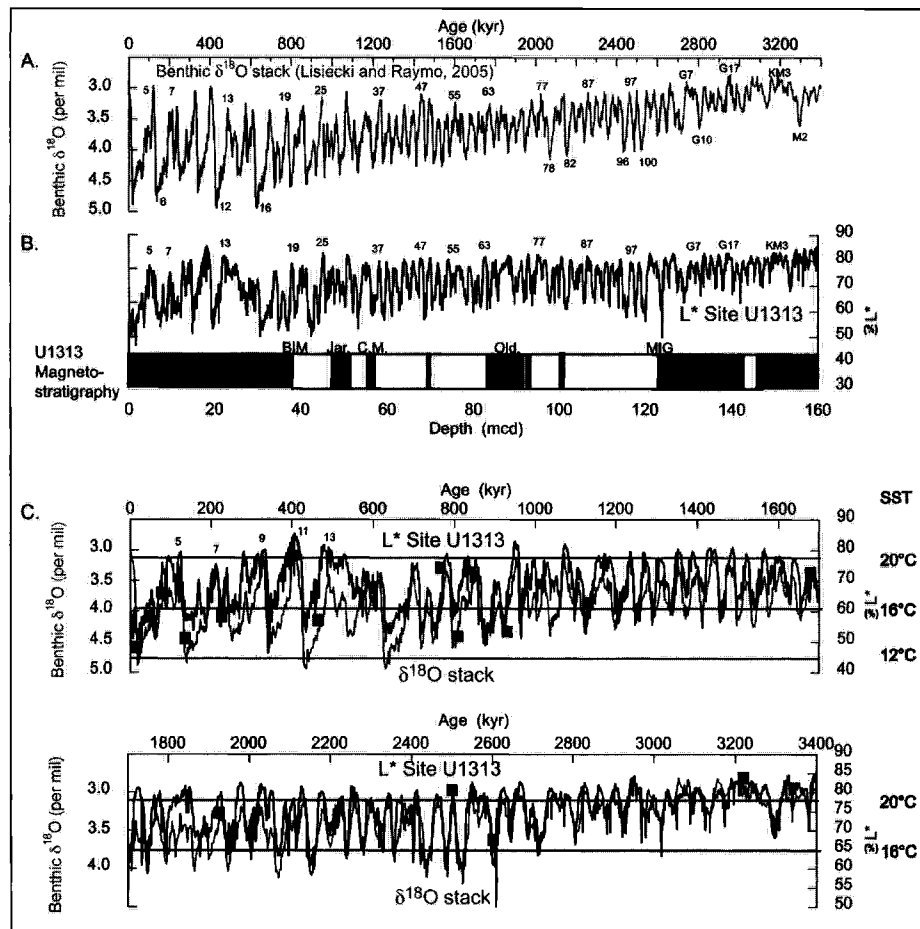 Age (kyr)
0 400 800 1200 1600 2000 2400 2800 3200
A.
Benthic δ18O stack (Lisiecki and Raymo, 2005)
Benthic δ18O (per mil)
3.0
3.5
4.0
4.5
5.0
5 7 13 19 25 37 47 55 63 77 87 97 G7 G17 KM3
6 12 16 78 82 96 100 G10 M2
B.
5 7 13 19 25 37 47 55 63 77 87 97 G7 G17 KM3
L* Site U1313
90
80
70
60
50
40
30
(%) L*
B/M Jar. C.M. Old. M/G
U1313
Magneto-
stratigraphy
0 20 40 60 80 100 120 140 160
Depth (mcd)
C.
Age (kyr)
0 200 400 600 800 1000 1200 1400 1600
SST
5 7 9 11 13
L* Site U1313
Benthic δ18O (per mil)
3.0
3.5
4.0
4.5
5.0
90
80
70
60
50
40
(%) L*
20°C
16°C
12°C
δ18O stack
Age (kyr)
1800 2000 2200 2400 2600 2800 3000 3200 3400
L* Site U1313
Benthic δ18O (per mil)
3.0
3.5
4.0
90
85
80
75
70
65
60
55
50
(%) L*
20°C
16°C
δ18O stack